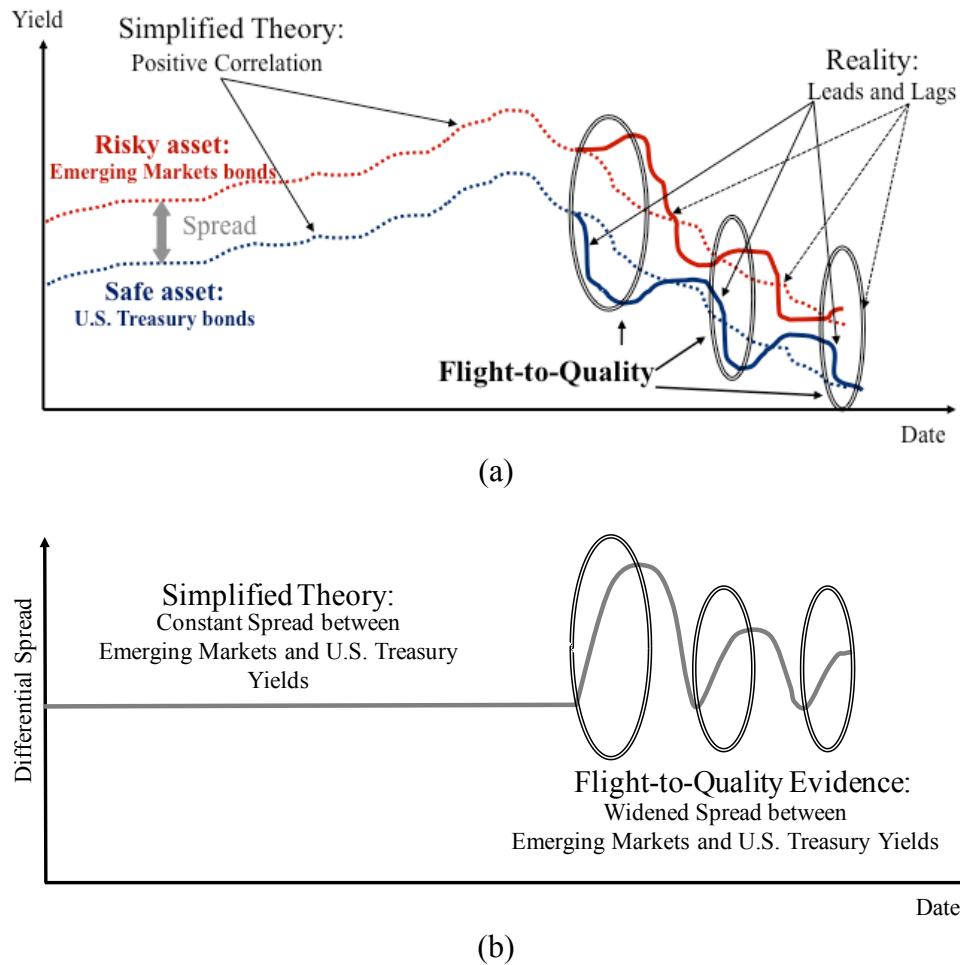 Yield
Simplified Theory:
Positive Correlation
Reality:
Leads and Lags
Risky asset:
Emerging Markets bonds
Spread
Safe asset:
U.S. Treasury bonds
Flight-to-Quality
Date
(a)
Differential Spread
Simplified Theory:
Constant Spread between
Emerging Markets and U.S. Treasury
Yields
Flight-to-Quality Evidence:
Widened Spread between
Emerging Markets and U.S. Treasury Yields
Date
(b)